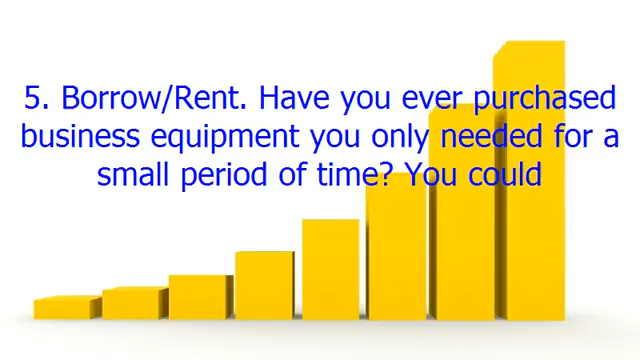 5. Borrow/Rent. Have you ever purchased
business equipment you only needed for a
small period of time? You could